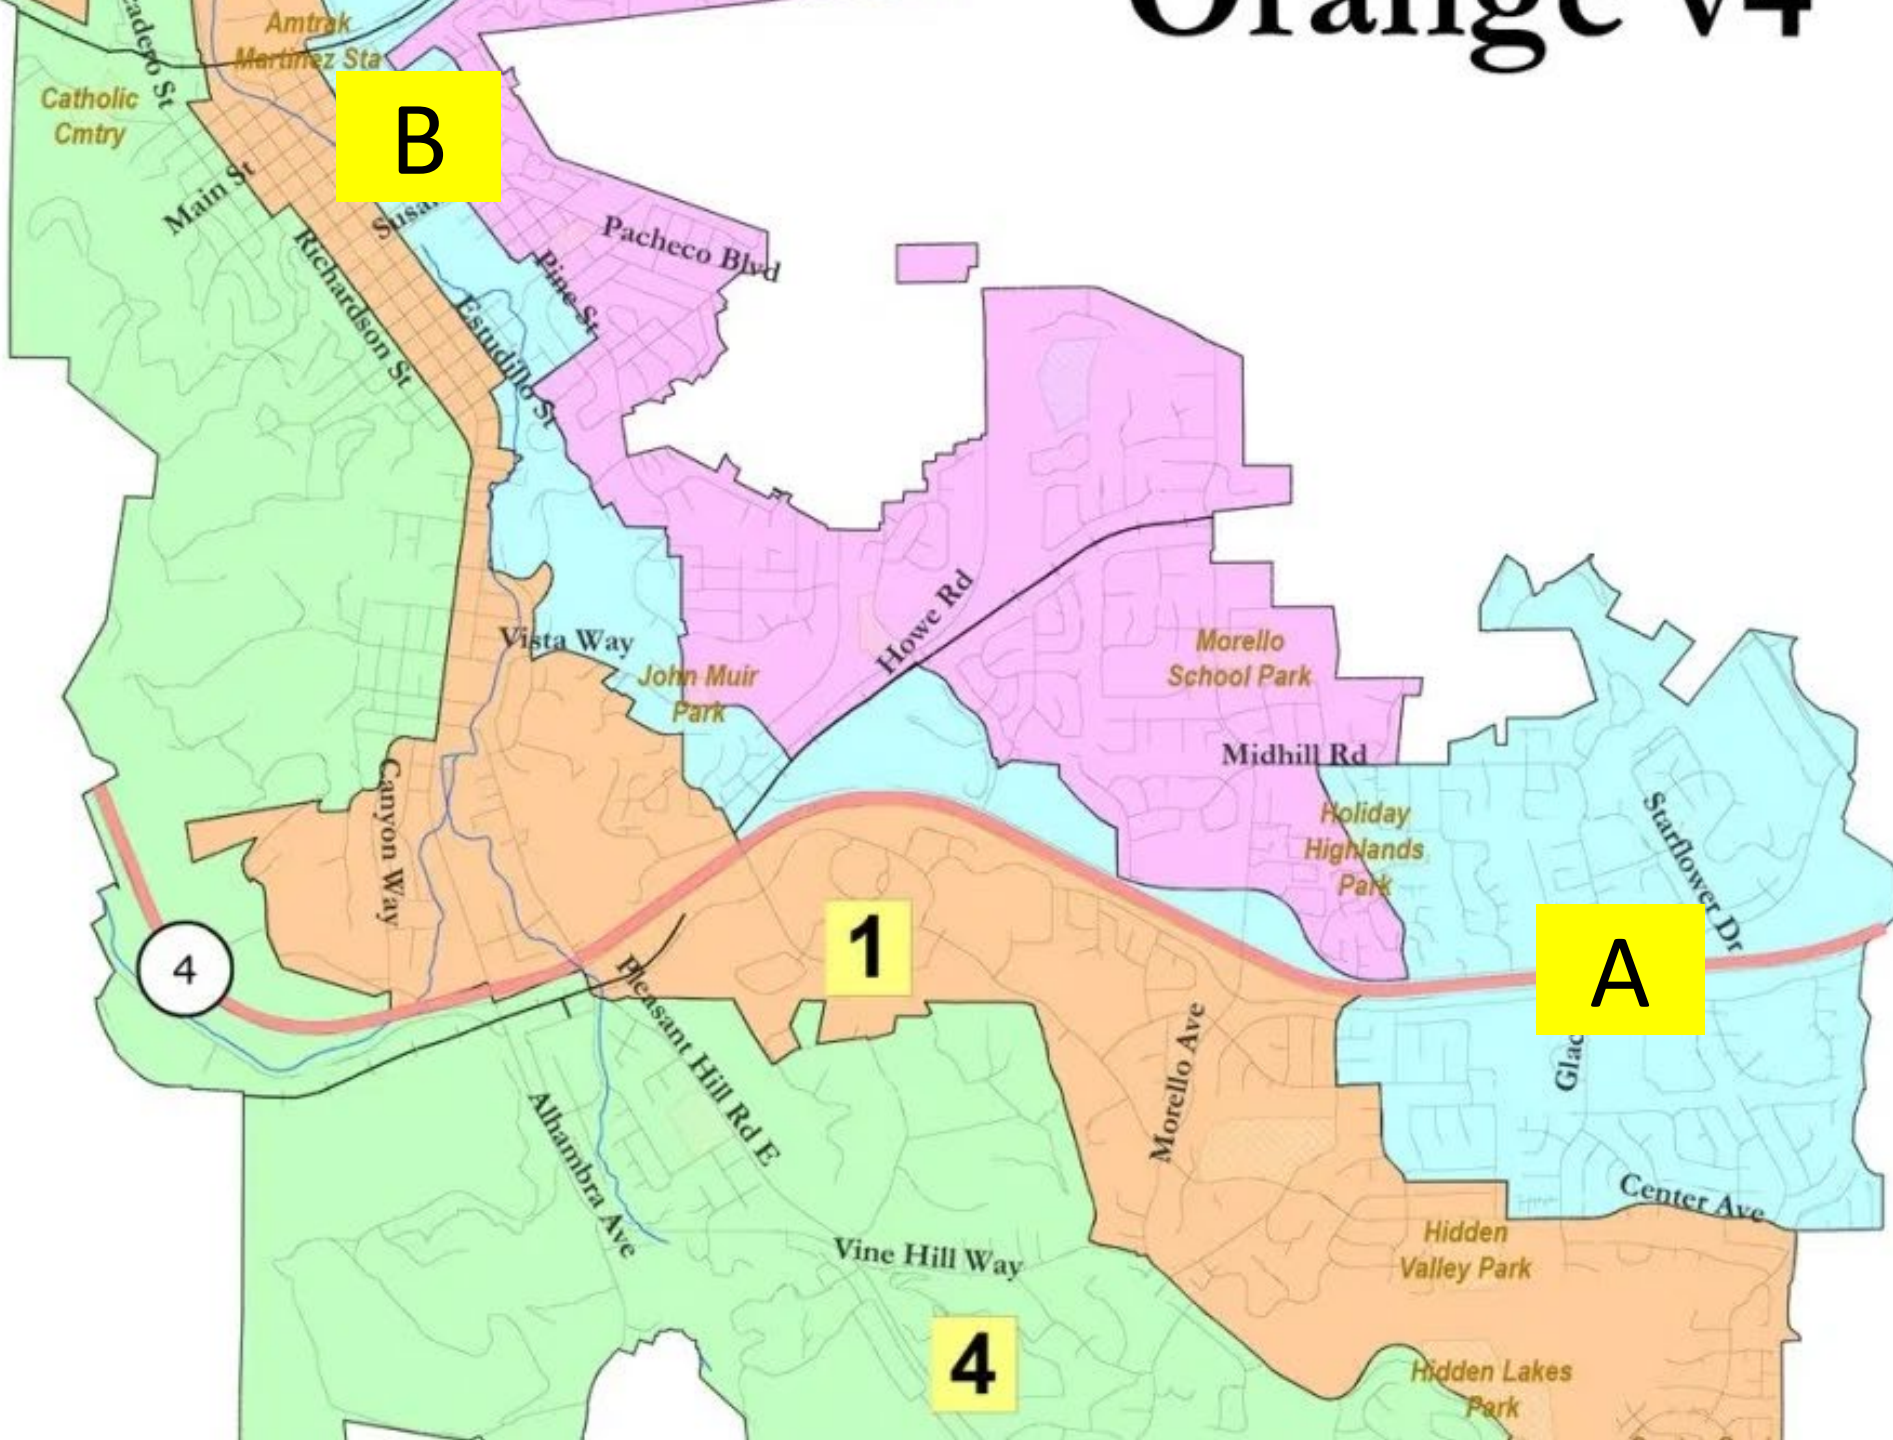 Orange v4
Amtrak
Martinez Sta
Catholic
Cmtry
B
Main St
Richardson St
Pine St
Pacheco Blvd
Estudillo St
Vista Way
John Muir
Park
Howe Rd
Morello
School Park
Midhill Rd
Holiday
Highlands
Park
Starflower Dr
Canyon Way
4
1
A
Pleasant Hill Rd E
Morello Ave
Alhambra Ave
Center Ave
Vine Hill Way
Hidden
Valley Park
4
Hidden Lakes
Park